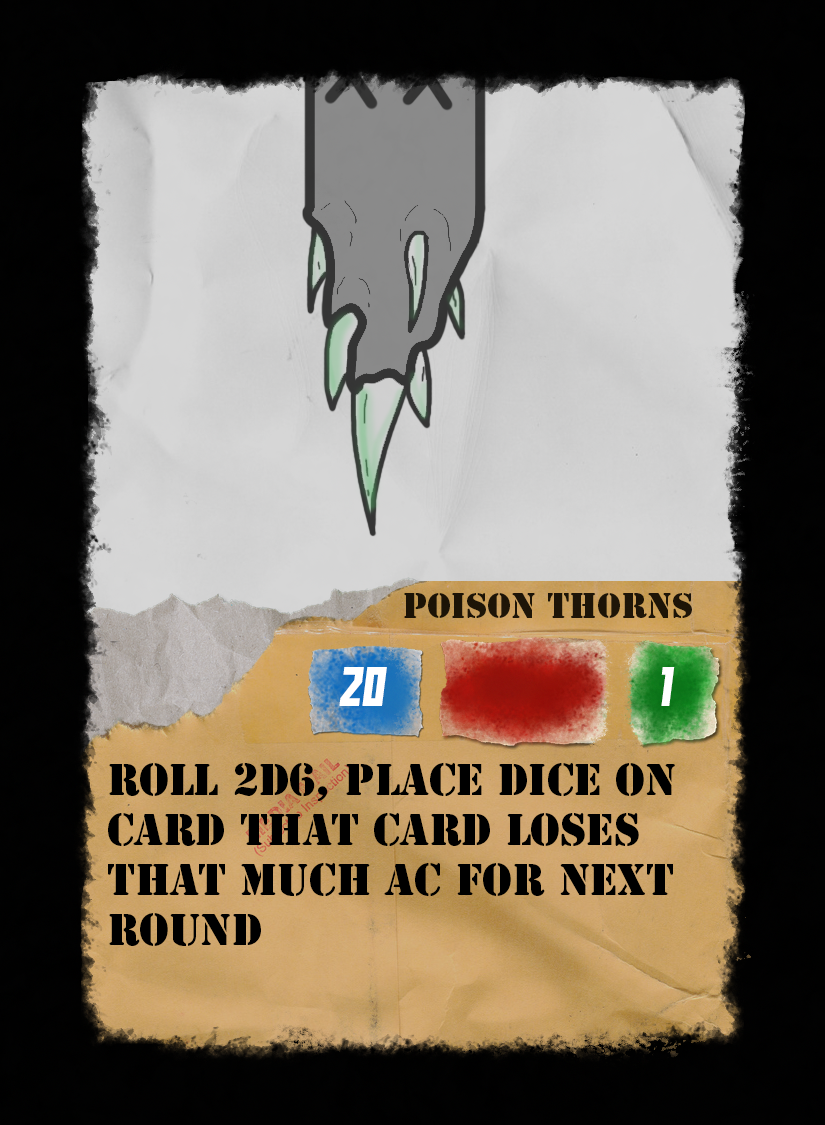 POISON THORNS
20
1
ROLL 2D6, PLACE DICE ON
CARD THAT CARD LOSES
THAT MUCH AC FOR NEXT
ROUND